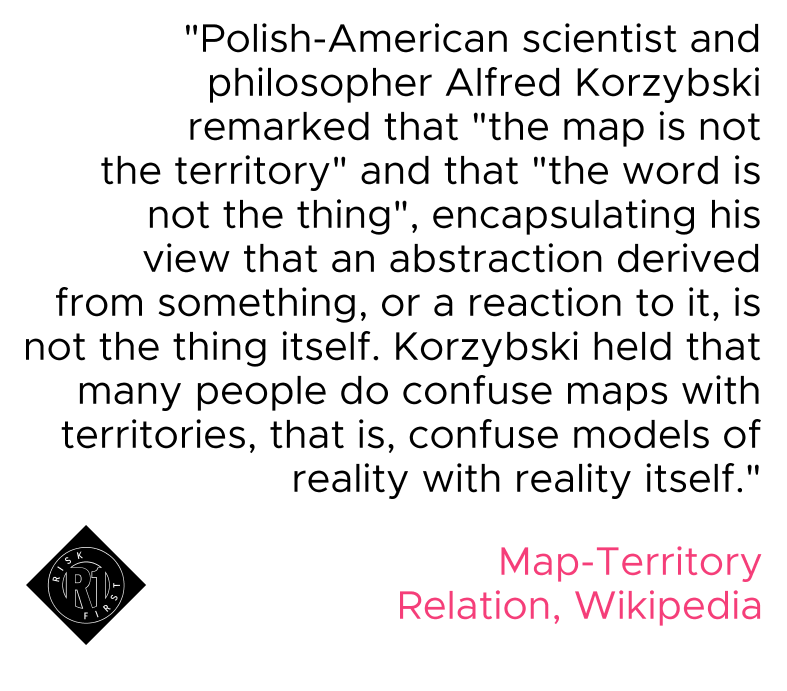 "Polish-American scientist and
philosopher Alfred Korzybski
remarked that "the map is not
the territory" and that "the word is
not the thing", encapsulating his
view that an abstraction derived
from something, or a reaction to it, is
not the thing itself. Korzybski held that
many people do confuse maps with
territories, that is, confuse models of
reality with reality itself."
Map-Territory
Relation, Wikipedia
RISK
R1
FIRST